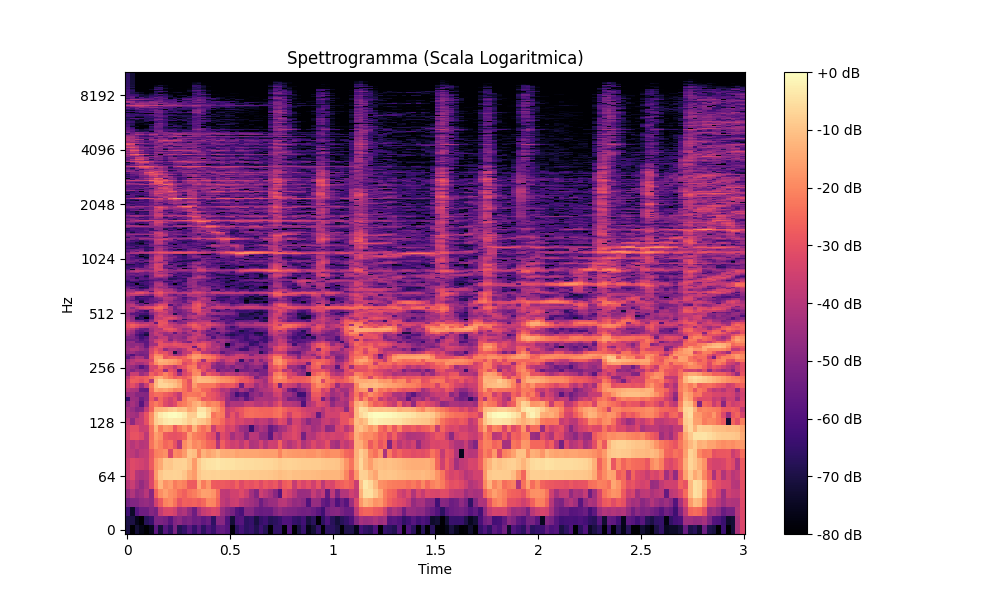 Spettrogramma (Scala Logaritmica)
8192
4096
2048
1024
512
256
128
64
0
Hz
0
0.5
1
1.5
2
2.5
3
Time
+0 dB
-10 dB
-20 dB
-30 dB
-40 dB
-50 dB
-60 dB
-70 dB
-80 dB